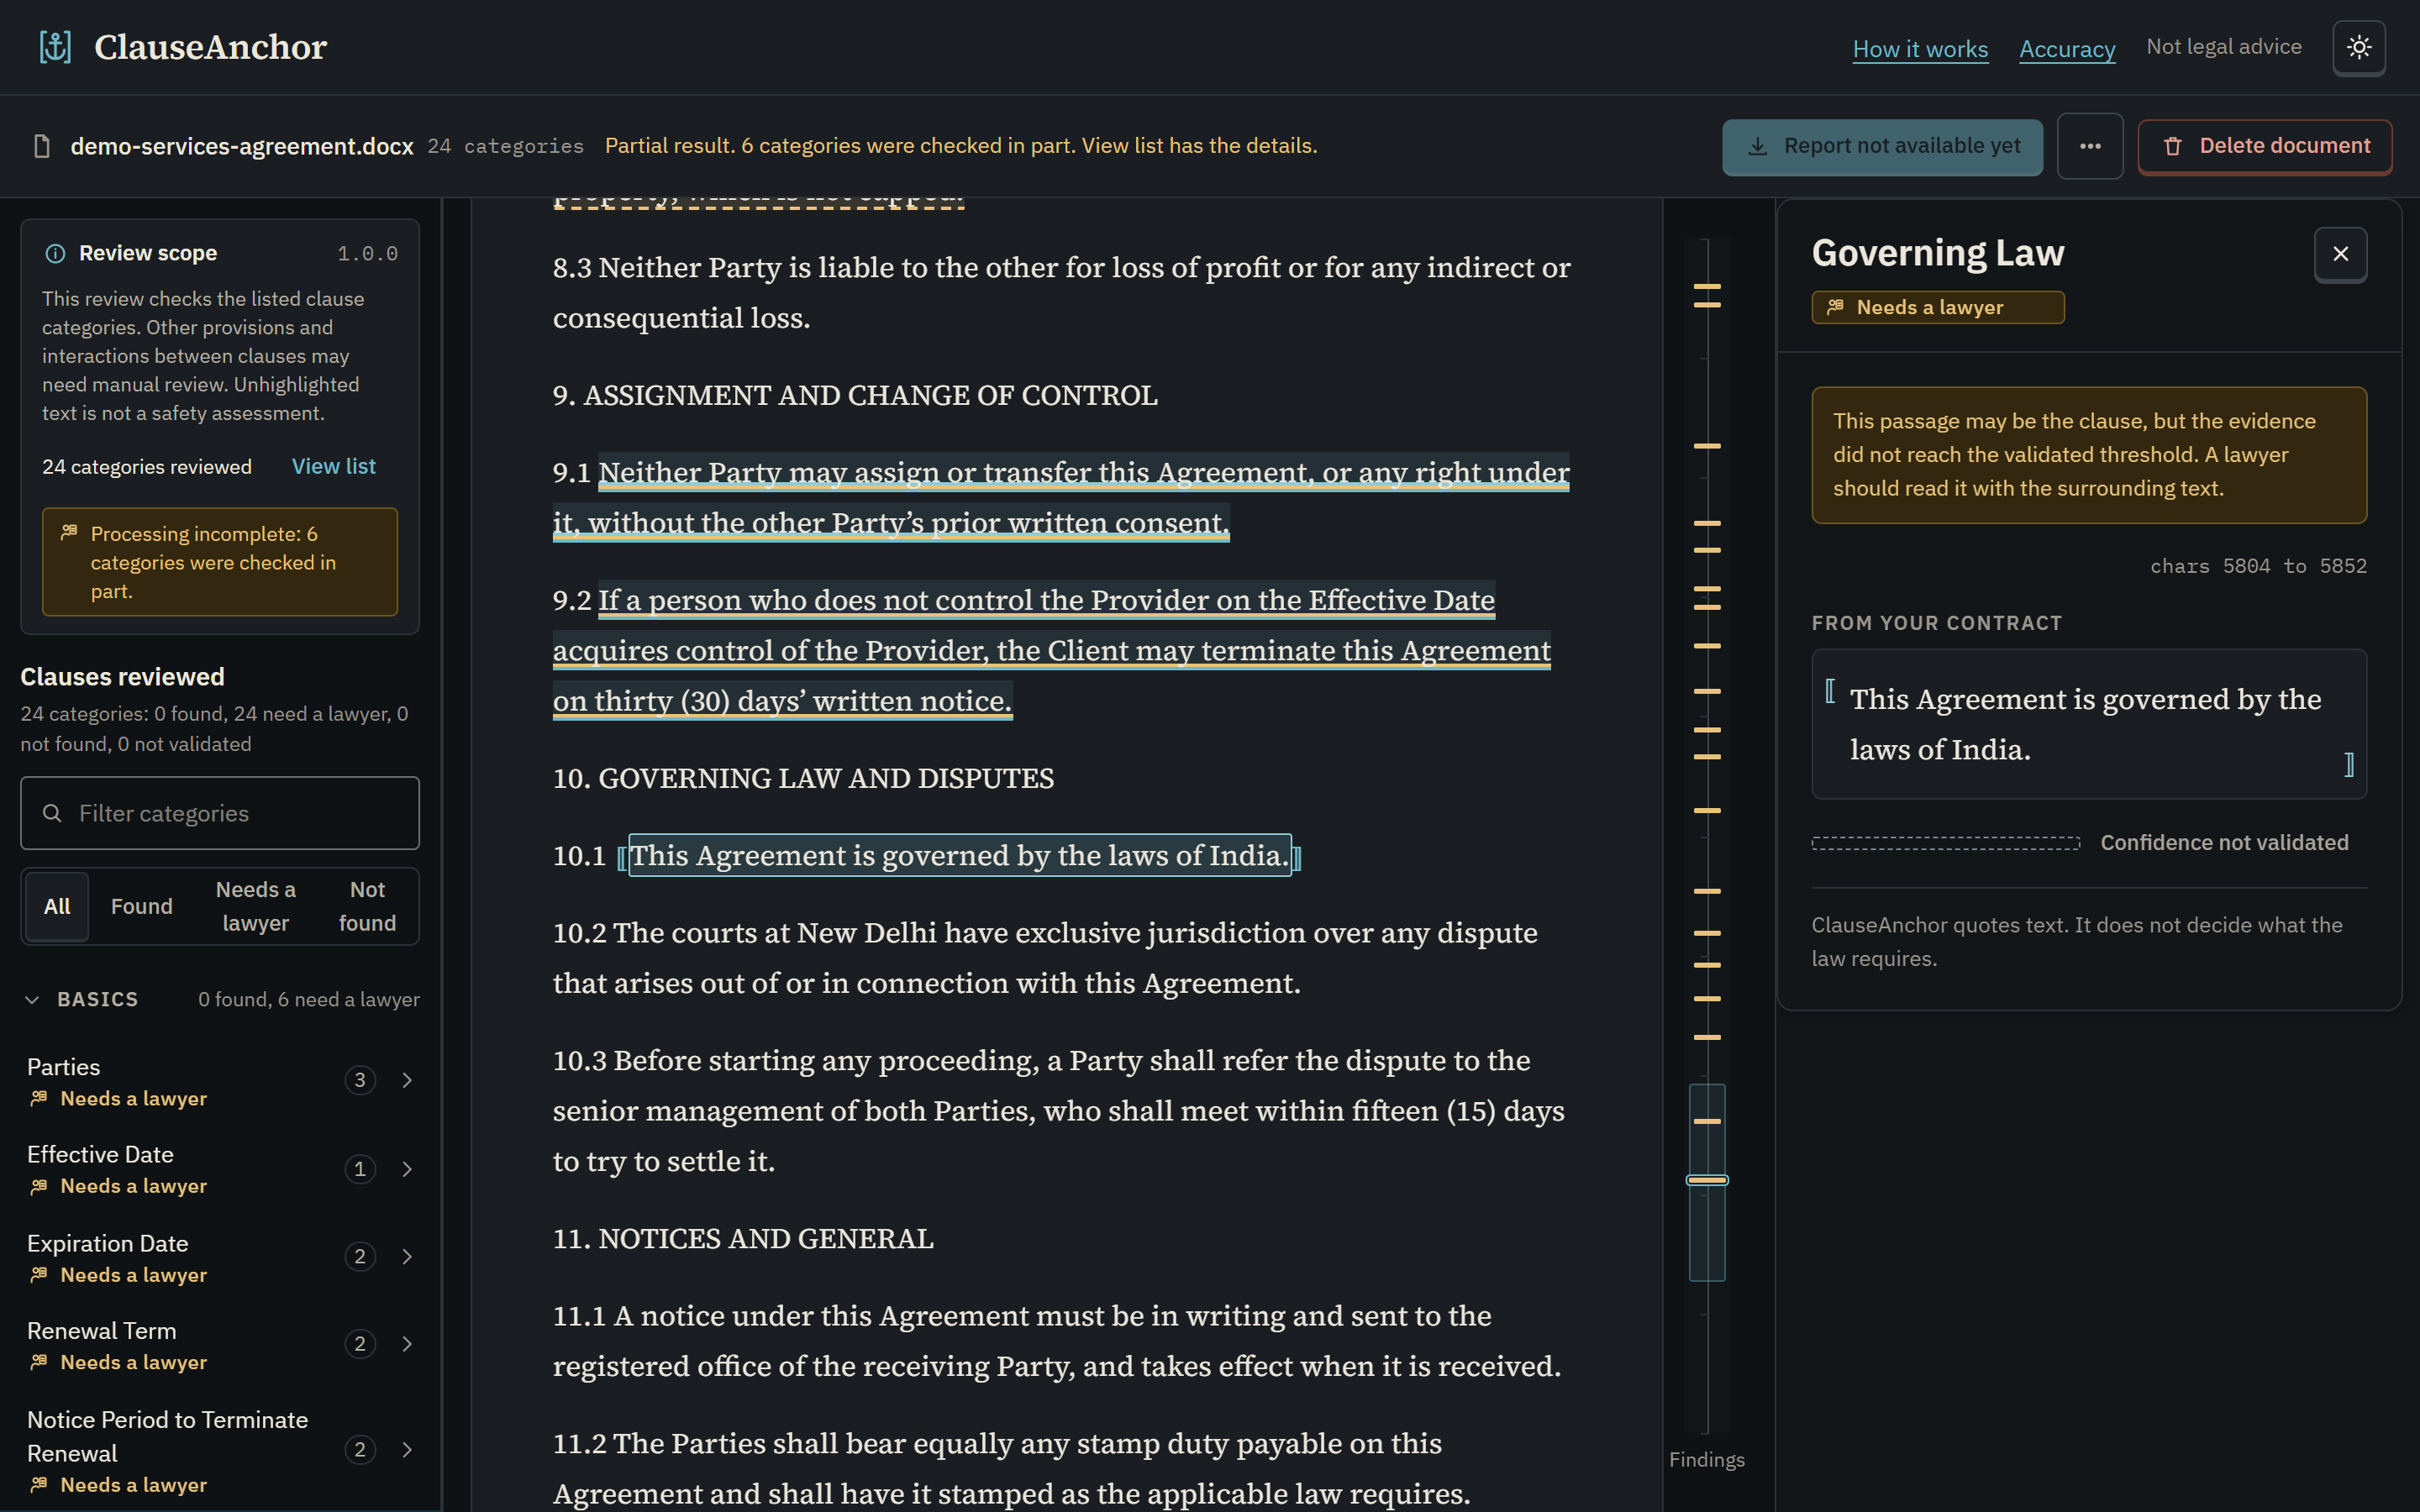 ClauseAnchor
How it works
Accuracy
Not legal advice
demo-services-agreement.docx
24 categories
Partial result. 6 categories were checked in part. View list has the details.
Report not available yet
Delete document
Review scope
1.0.0
This review checks the listed clause
categories. Other provisions and
interactions between clauses may
need manual review. Unhighlighted
text is not a safety assessment.
24 categories reviewed
View list
Processing incomplete: 6
categories were checked in
part.
Clauses reviewed
24 categories: 0 found, 24 need a lawyer, 0
not found, 0 not validated
Filter categories
All
Found
Needs a
lawyer
Not
found
BASICS
0 found, 6 need a lawyer
Parties
Needs a lawyer
3
Effective Date
Needs a lawyer
1
Expiration Date
Needs a lawyer
2
Renewal Term
Needs a lawyer
2
Notice Period to Terminate
Renewal
Needs a lawyer
2
property, which is not capped.
8.3 Neither Party is liable to the other for loss of profit or for any indirect or
consequential loss.
9. ASSIGNMENT AND CHANGE OF CONTROL
9.1 Neither Party may assign or transfer this Agreement, or any right under
it, without the other Party’s prior written consent.
9.2 If a person who does not control the Provider on the Effective Date
acquires control of the Provider, the Client may terminate this Agreement
on thirty (30) days’ written notice.
10. GOVERNING LAW AND DISPUTES
10.1 ⟦This Agreement is governed by the laws of India.⟧
10.2 The courts at New Delhi have exclusive jurisdiction over any dispute
that arises out of or in connection with this Agreement.
10.3 Before starting any proceeding, a Party shall refer the dispute to the
senior management of both Parties, who shall meet within fifteen (15) days
to try to settle it.
11. NOTICES AND GENERAL
11.1 A notice under this Agreement must be in writing and sent to the
registered office of the receiving Party, and takes effect when it is received.
11.2 The Parties shall bear equally any stamp duty payable on this
Agreement and shall have it stamped as the applicable law requires.
Findings
Governing Law
Needs a lawyer
This passage may be the clause, but the evidence
did not reach the validated threshold. A lawyer
should read it with the surrounding text.
chars 5804 to 5852
FROM YOUR CONTRACT
⟦ This Agreement is governed by the
laws of India. ⟧
Confidence not validated
ClauseAnchor quotes text. It does not decide what the
law requires.